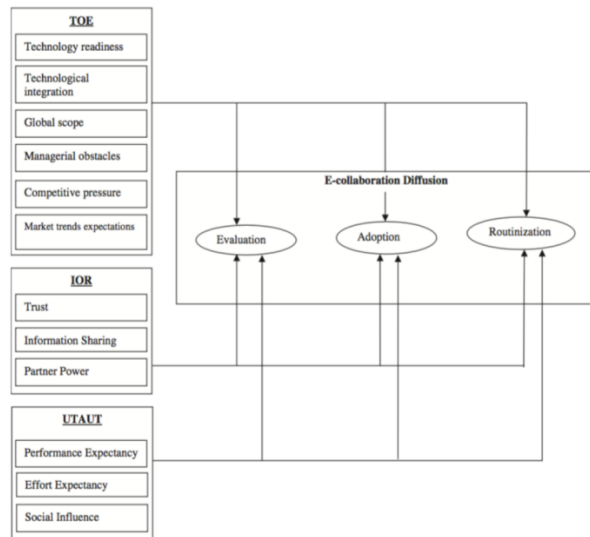 TOE
Technology readiness
Technological
integration
Global scope
Managerial obstacles
Competitive pressure
Market trends expectations
E-collaboration Diffusion
Evaluation
Adoption
Routinization
IOR
Trust
Information Sharing
Partner Power
UTAUT
Performance Expectancy
Effort Expectancy
Social Influence